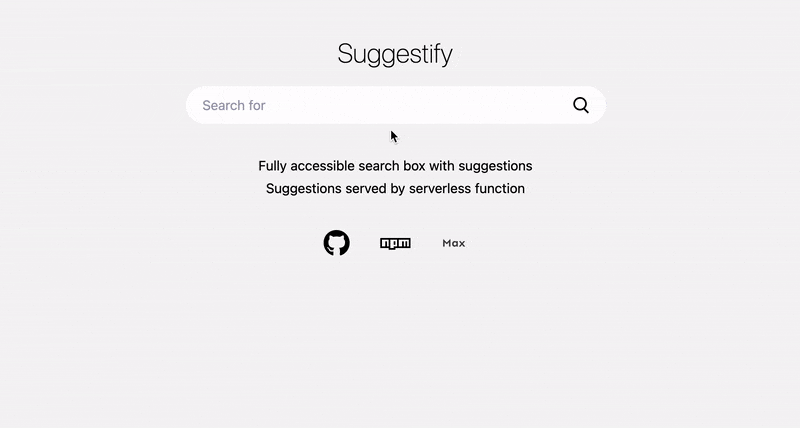 Suggestify
Search for
Fully accessible search box with suggestions
Suggestions served by serverless function
npm Max